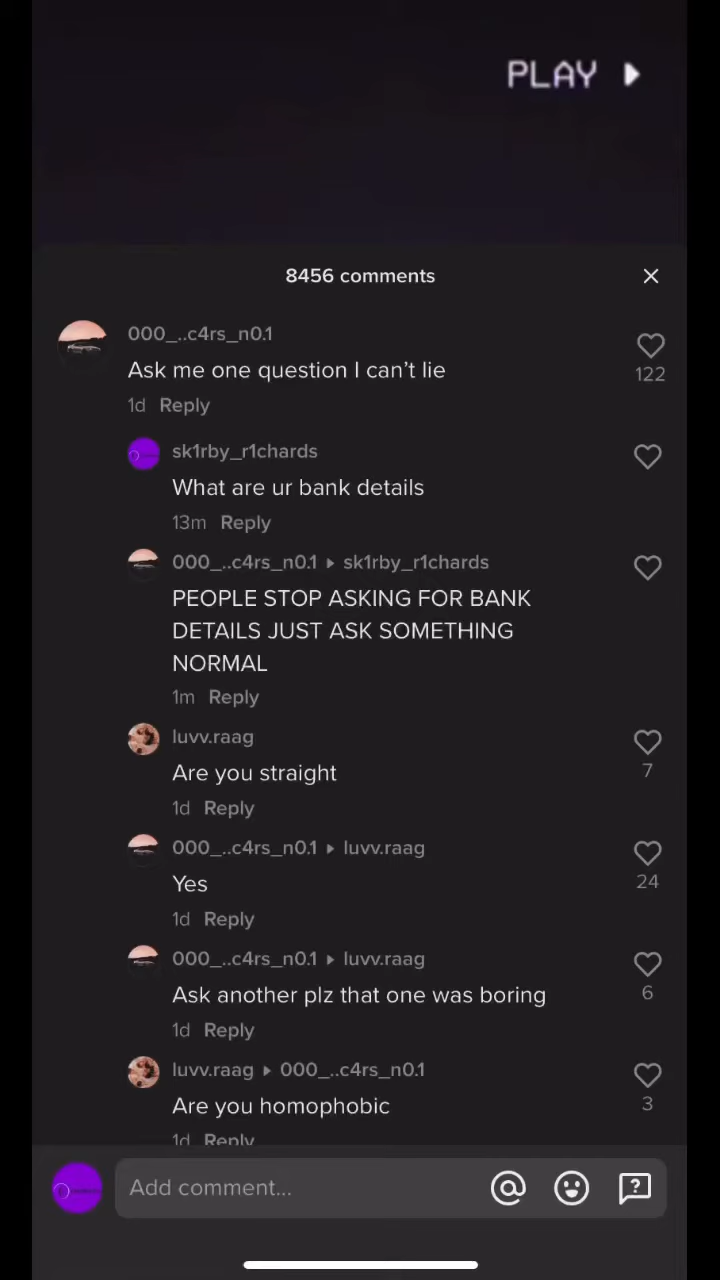 PLAY
8456 comments
000_..c4rs_n0.1
Ask me one question I can’t lie
122
1d Reply
sk1rby_r1chards
What are ur bank details
13m Reply
000_..c4rs_n0.1 ▸ sk1rby_r1chards
PEOPLE STOP ASKING FOR BANK
DETAILS JUST ASK SOMETHING
NORMAL
1m Reply
luvv.raag
Are you straight
7
1d Reply
000_..c4rs_n0.1 ▸ luvv.raag
Yes
24
1d Reply
000_..c4rs_n0.1 ▸ luvv.raag
Ask another plz that one was boring
6
1d Reply
luvv.raag ▸ 000_..c4rs_n0.1
Are you homophobic
3
1d Reply
Add comment...